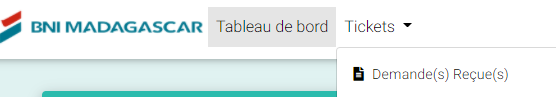 BNI MADAGASCAR Tableau de bord Tickets
Demande(s) Reçue(s)